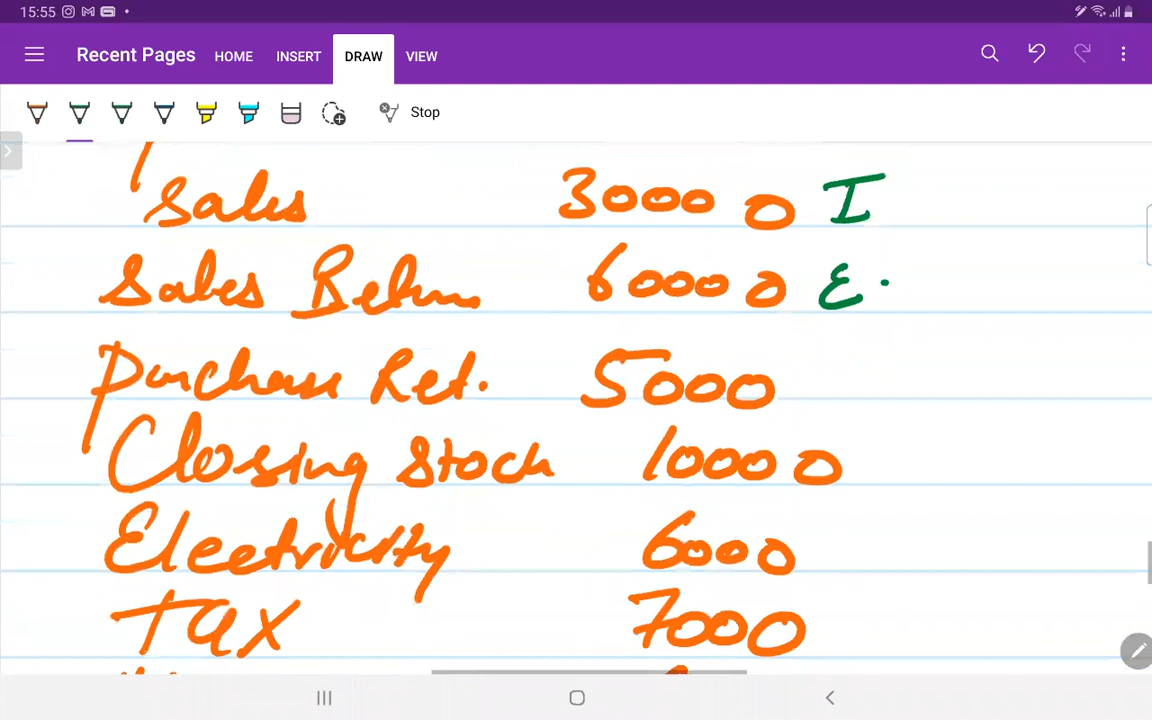 15:55
Recent Pages HOME INSERT DRAW VIEW
Stop
Sales 30000 I
Sales Return 60000 E.
Purchase Ret. 5000
Closing Stock 100000
Electricity 6000
Tax 7000